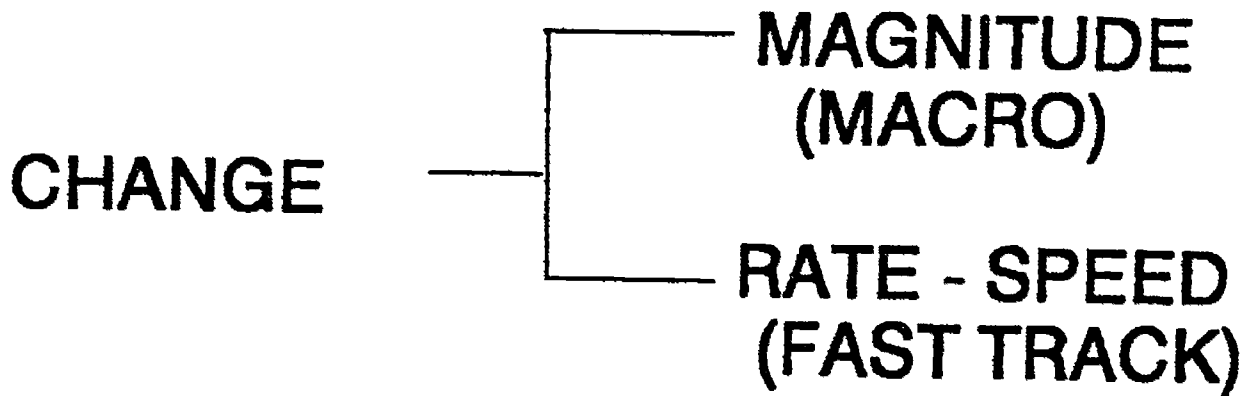 MAGNITUDE
(MACRO)
CHANGE
RATE - SPEED
(FAST TRACK)